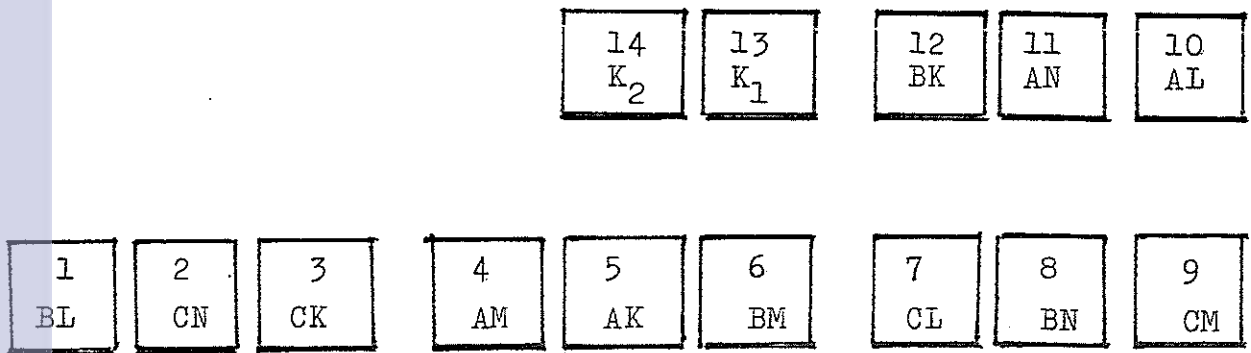 14 13 12 11 10
K₂ K₁ BK AN AL
1 2 3 4 5 6 7 8 9
BL CN CK AM AK BM CL BN CM